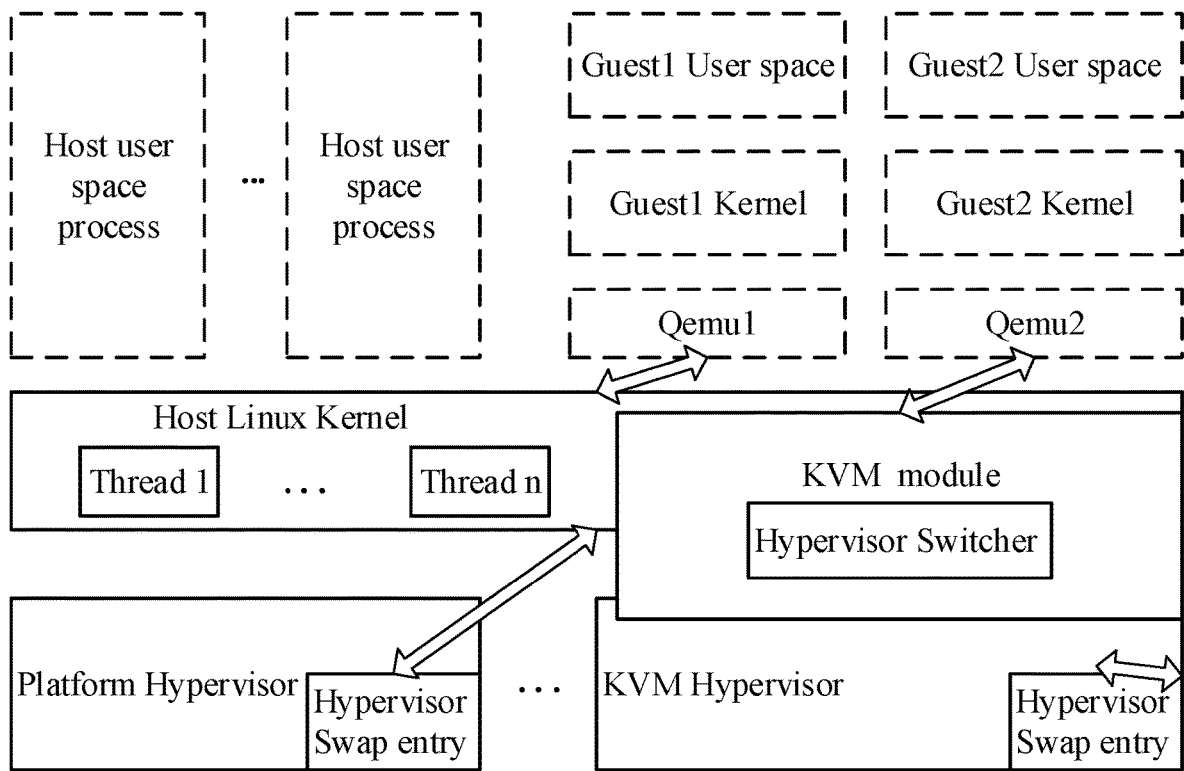 Host user
space
process
...
Host user
space
process
Guest1 User space
Guest2 User space
Guest1 Kernel
Guest2 Kernel
Qemu1
Qemu2
Host Linux Kernel
Thread 1
...
Thread n
KVM module
Hypervisor Switcher
Platform Hypervisor
Hypervisor
Swap entry
...
KVM Hypervisor
Hypervisor
Swap entry